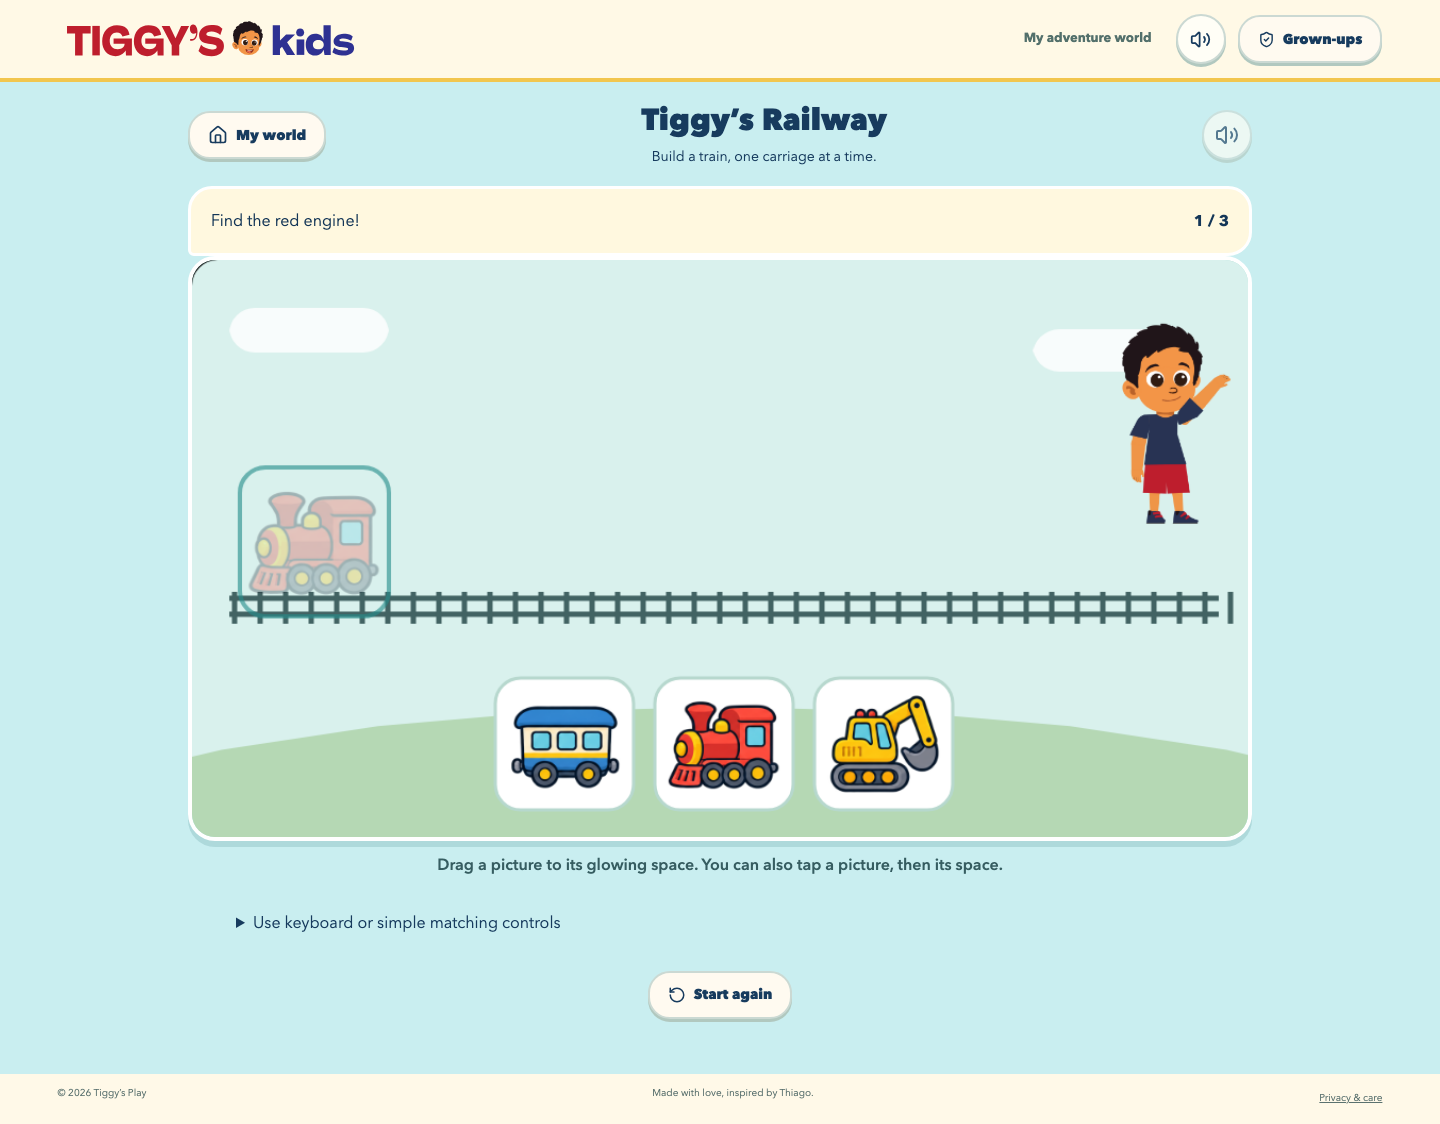 TIGGY'S kids
My adventure world
Grown-ups
My world
Tiggy’s Railway
Build a train, one carriage at a time.
Find the red engine!
1 / 3
Drag a picture to its glowing space. You can also tap a picture, then its space.
Use keyboard or simple matching controls
Start again
© 2026 Tiggy’s Play
Made with love, inspired by Thiago.
Privacy & care